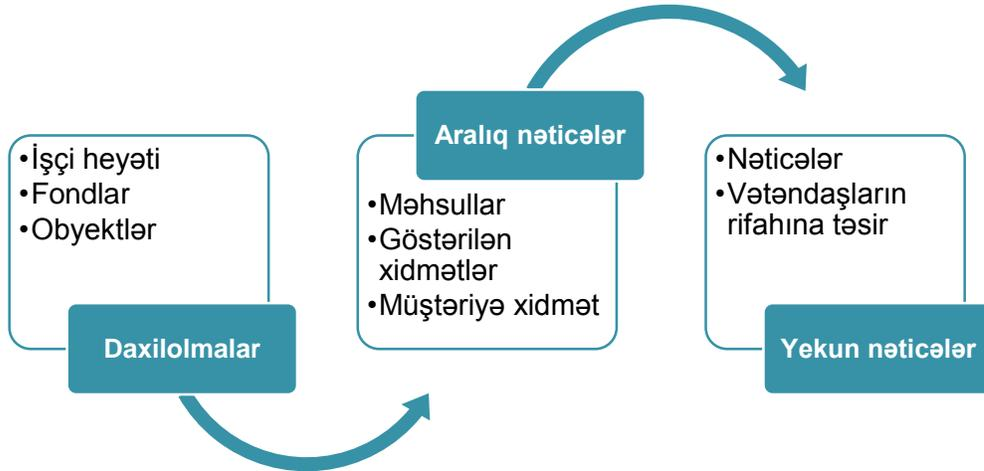 •İşçi heyəti
•Fondlar
•Obyektlər
Daxilolmalar
Aralıq nəticələr
•Məhsullar
•Göstərilən
xidmətlər
•Müştəriyə xidmət
•Nəticələr
•Vətəndaşların
rifahına təsir
Yekun nəticələr